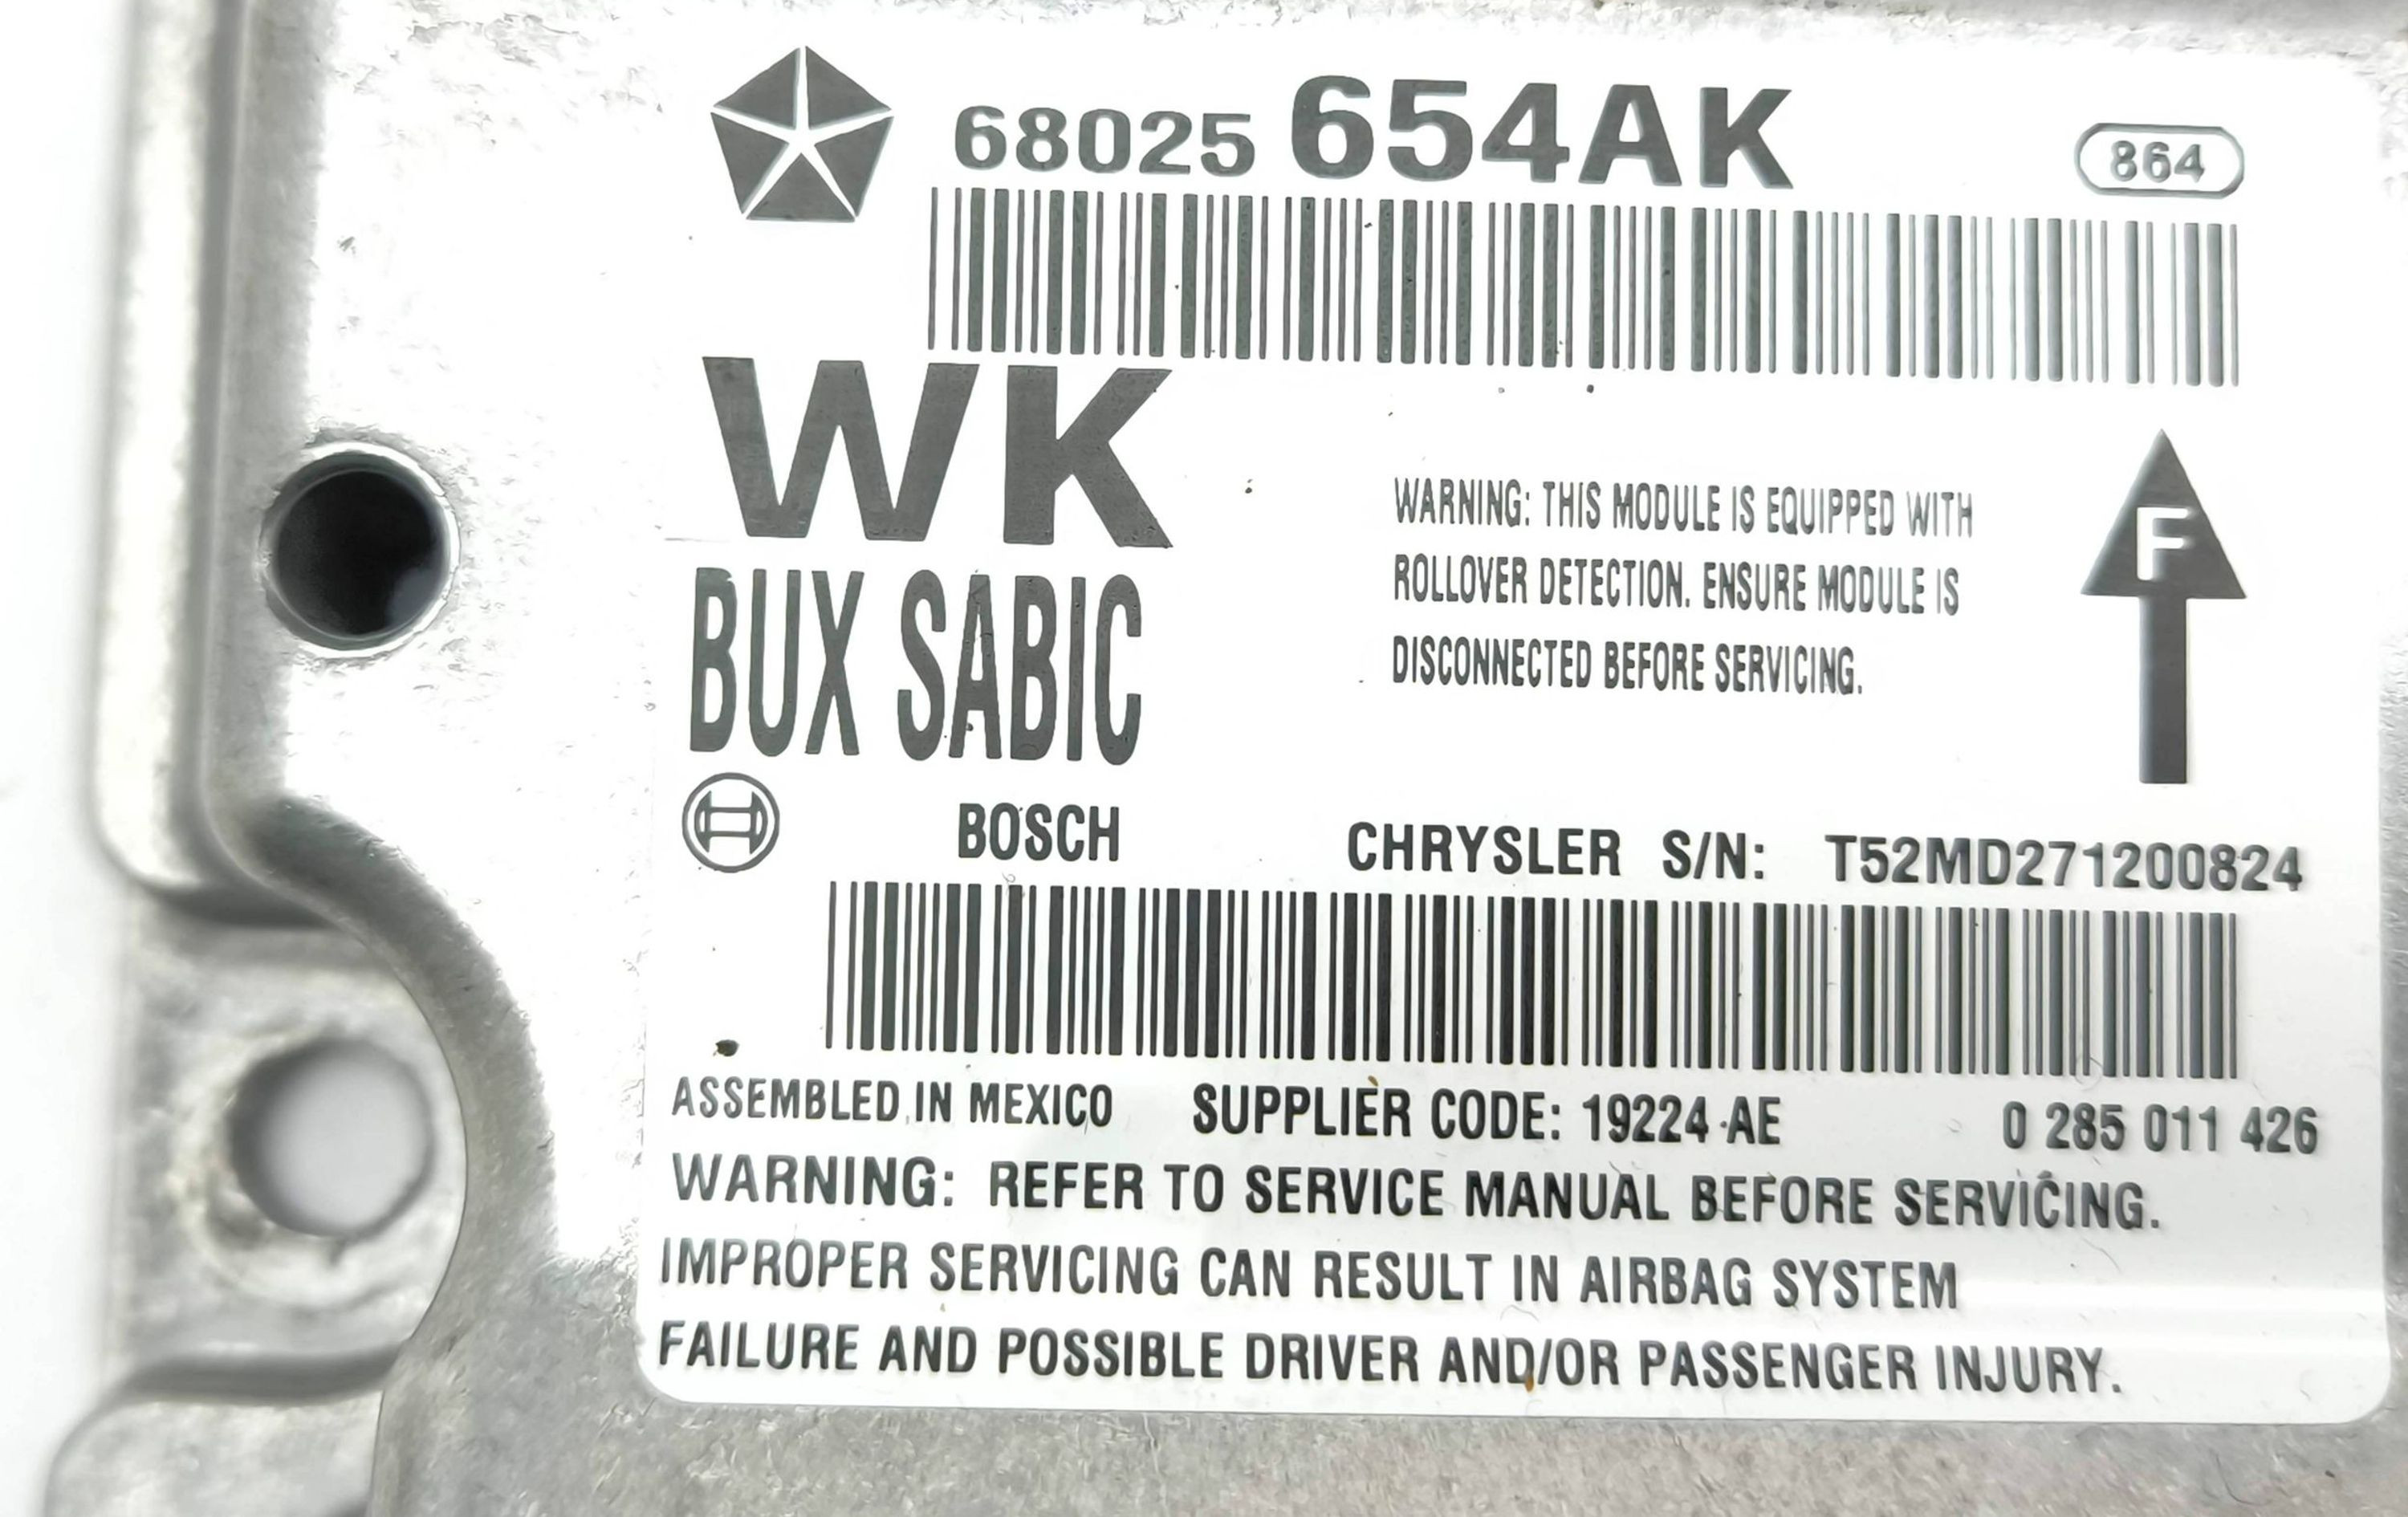 68025 654AK 864
WK
BUX SABIC
WARNING: THIS MODULE IS EQUIPPED WITH
ROLLOVER DETECTION. ENSURE MODULE IS
DISCONNECTED BEFORE SERVICING.
F
BOSCH CHRYSLER S/N: T52MD271200824
ASSEMBLED IN MEXICO SUPPLIER CODE: 19224 AE 0 285 011 426
WARNING: REFER TO SERVICE MANUAL BEFORE SERVICING.
IMPROPER SERVICING CAN RESULT IN AIRBAG SYSTEM
FAILURE AND POSSIBLE DRIVER AND/OR PASSENGER INJURY.